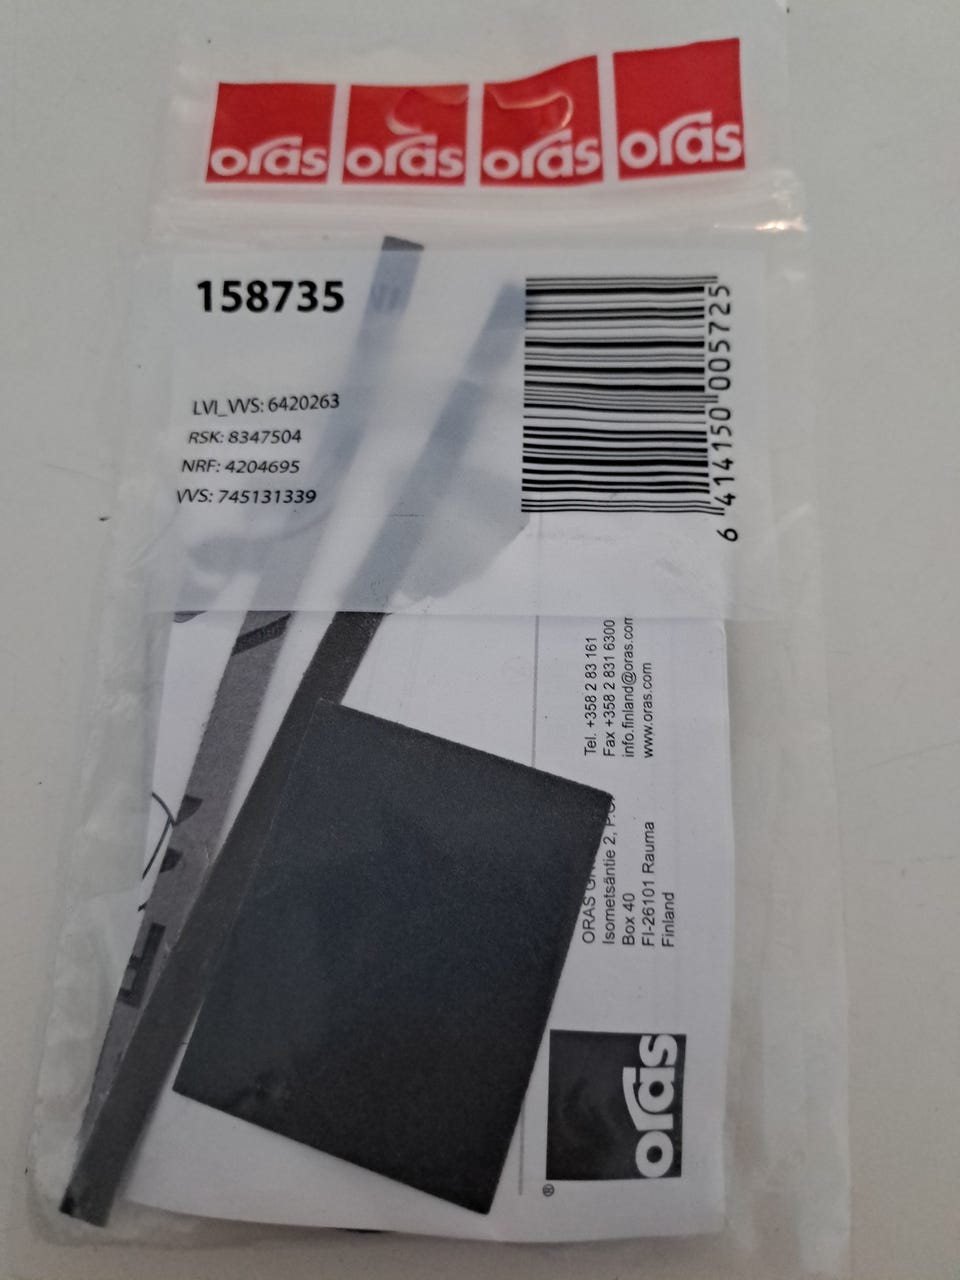 oras oras oras oras
158735
LVI_VVS: 6420263
RSK: 8347504
NRF: 4204695
VVS: 745131339
6 414150 005725
Tel. +358 2 83 161
Fax +358 2 831 6300
info.finland@oras.com
www.oras.com
ORAS
Isometsäntie 2, P.O.
Box 40
FI-26101 Rauma
Finland
oras
®